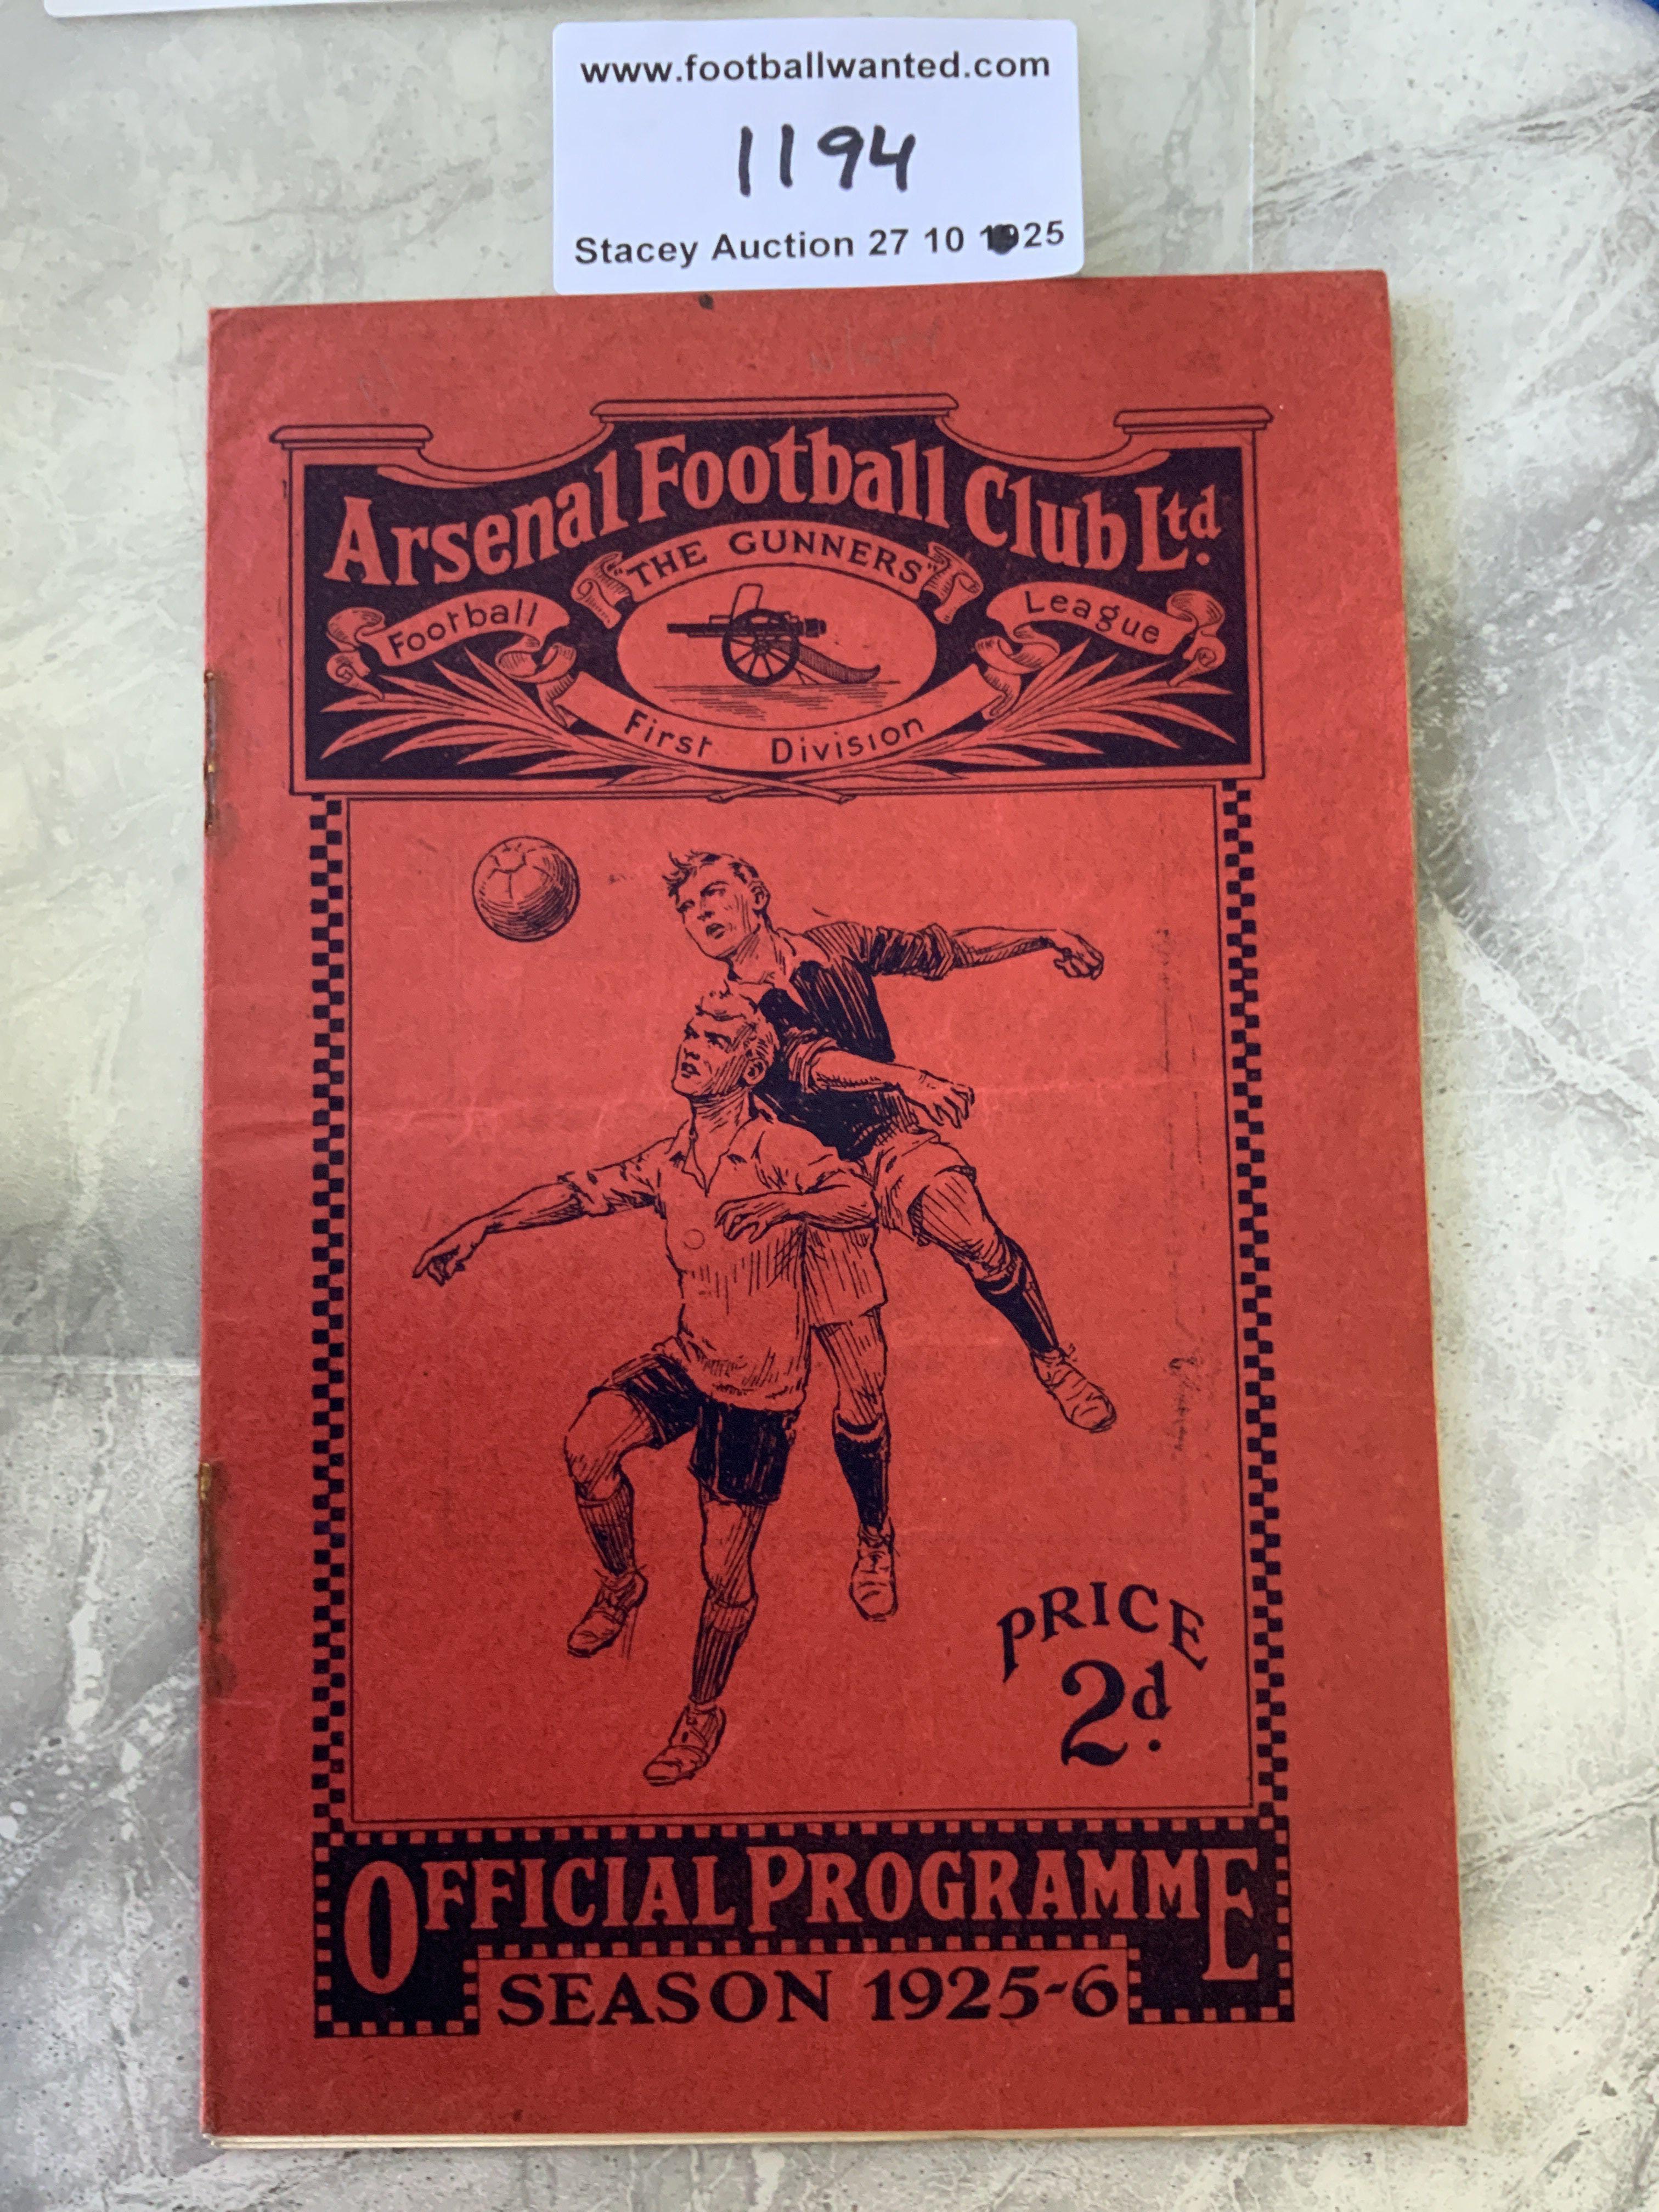 www.footballwanted.com
1194
Stacey Auction 27 10 1925
Arsenal Football Club Ltd.
"THE GUNNERS"
Football League
First Division
PRICE
2d.
OFFICIAL PROGRAMME
SEASON 1925-6